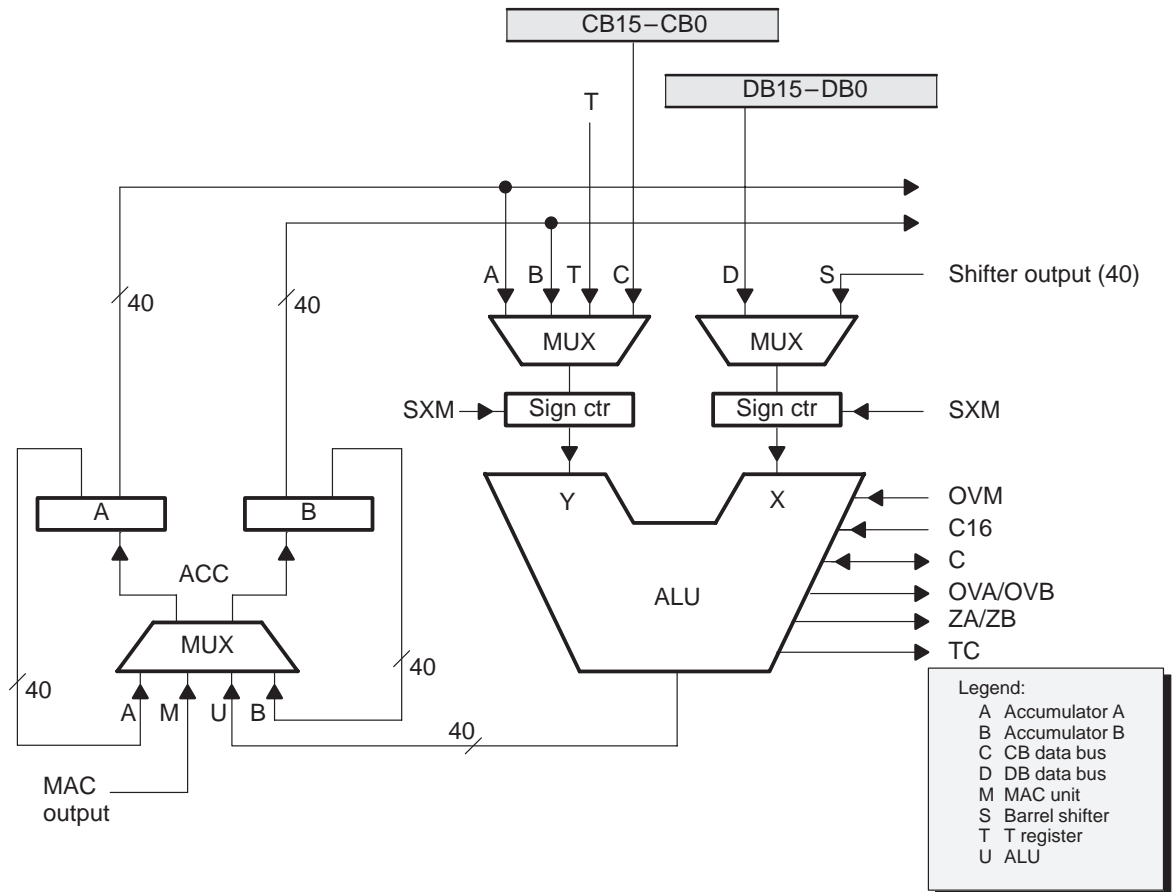 CB15–CB0
DB15–DB0
T
A B T C D S Shifter output (40)
40 40
MUX MUX
SXM Sign ctr Sign ctr SXM
Y X OVM
A B C16
C
ACC
ALU OVA/OVB
ZA/ZB
MUX
TC
40
40
A M U B
40
MAC
output
Legend:
A Accumulator A
B Accumulator B
C CB data bus
D DB data bus
M MAC unit
S Barrel shifter
T T register
U ALU